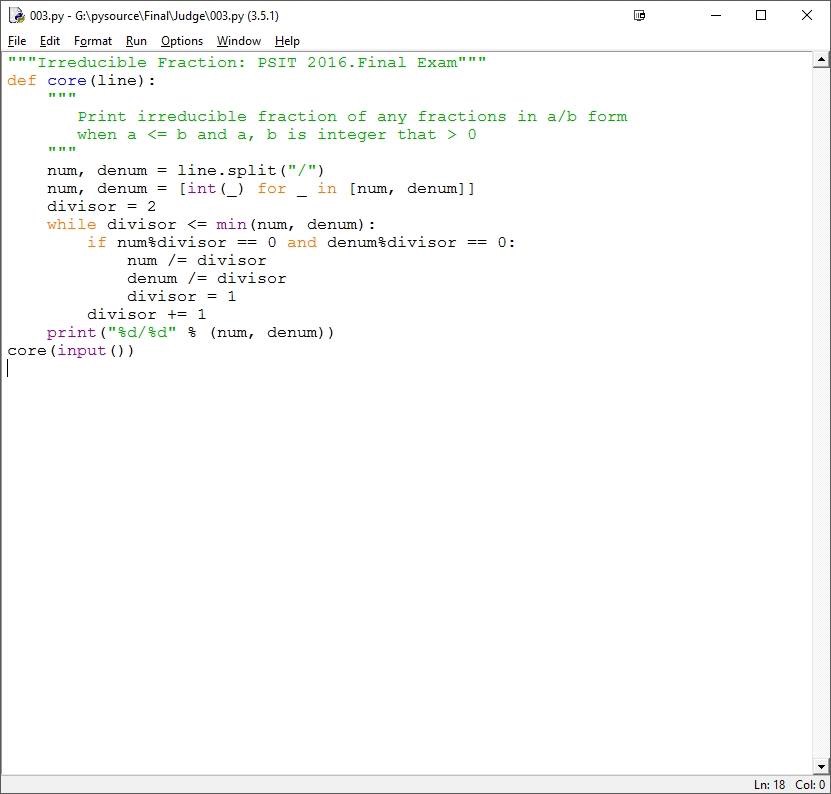 003.py - G:\pysource\Final\Judge\003.py (3.5.1)
File Edit Format Run Options Window Help
"""Irreducible Fraction: PSIT 2016.Final Exam"""
def core(line):
    """
       Print irreducible fraction of any fractions in a/b form
       when a <= b and a, b is integer that > 0
    """
    num, denum = line.split("/")
    num, denum = [int(_) for _ in [num, denum]]
    divisor = 2
    while divisor <= min(num, denum):
        if num%divisor == 0 and denum%divisor == 0:
            num /= divisor
            denum /= divisor
            divisor = 1
        divisor += 1
    print("%d/%d" % (num, denum))
core(input())
Ln: 18 Col: 0